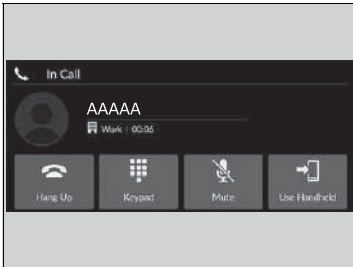 In Call
AAAAA
Work | 00:06
Hang Up
Keypad
Mute
Use Handheld